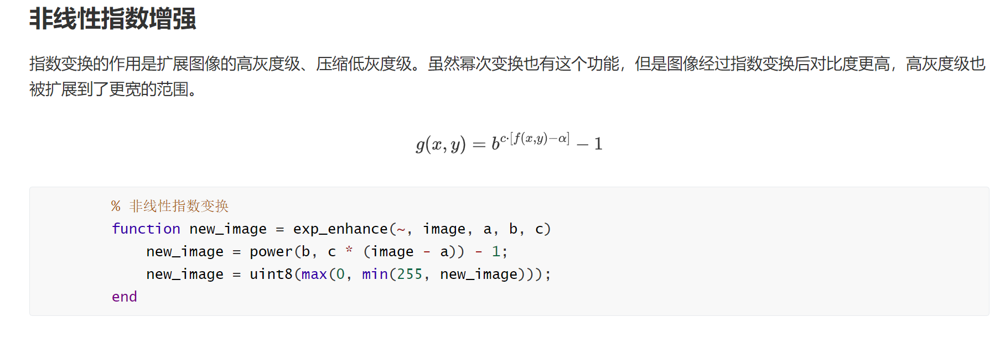 非线性指数增强
指数变换的作用是扩展图像的高灰度级、压缩低灰度级。虽然幂次变换也有这个功能，但是图像经过指数变换后对比度更高，高灰度级也
被扩展到了更宽的范围。
g(x, y) = b^{c·[f(x,y)−α]} − 1
% 非线性指数变换
function new_image = exp_enhance(~, image, a, b, c)
    new_image = power(b, c * (image - a)) - 1;
    new_image = uint8(max(0, min(255, new_image)));
end